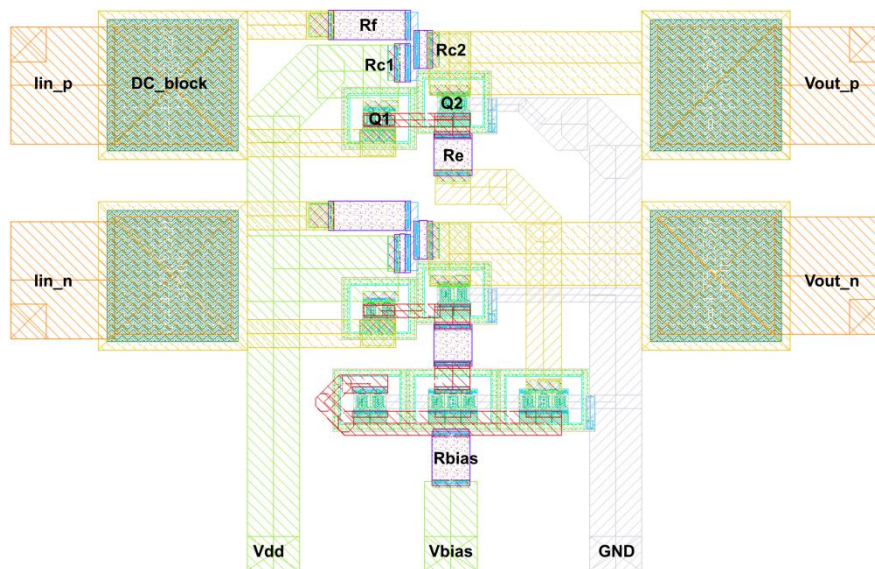 Rf
Rc2
Rc1
Iin_p
DC_block
Q2
Vout_p
Q1
Re
Iin_n
Vout_n
Rbias
Vdd
Vbias
GND